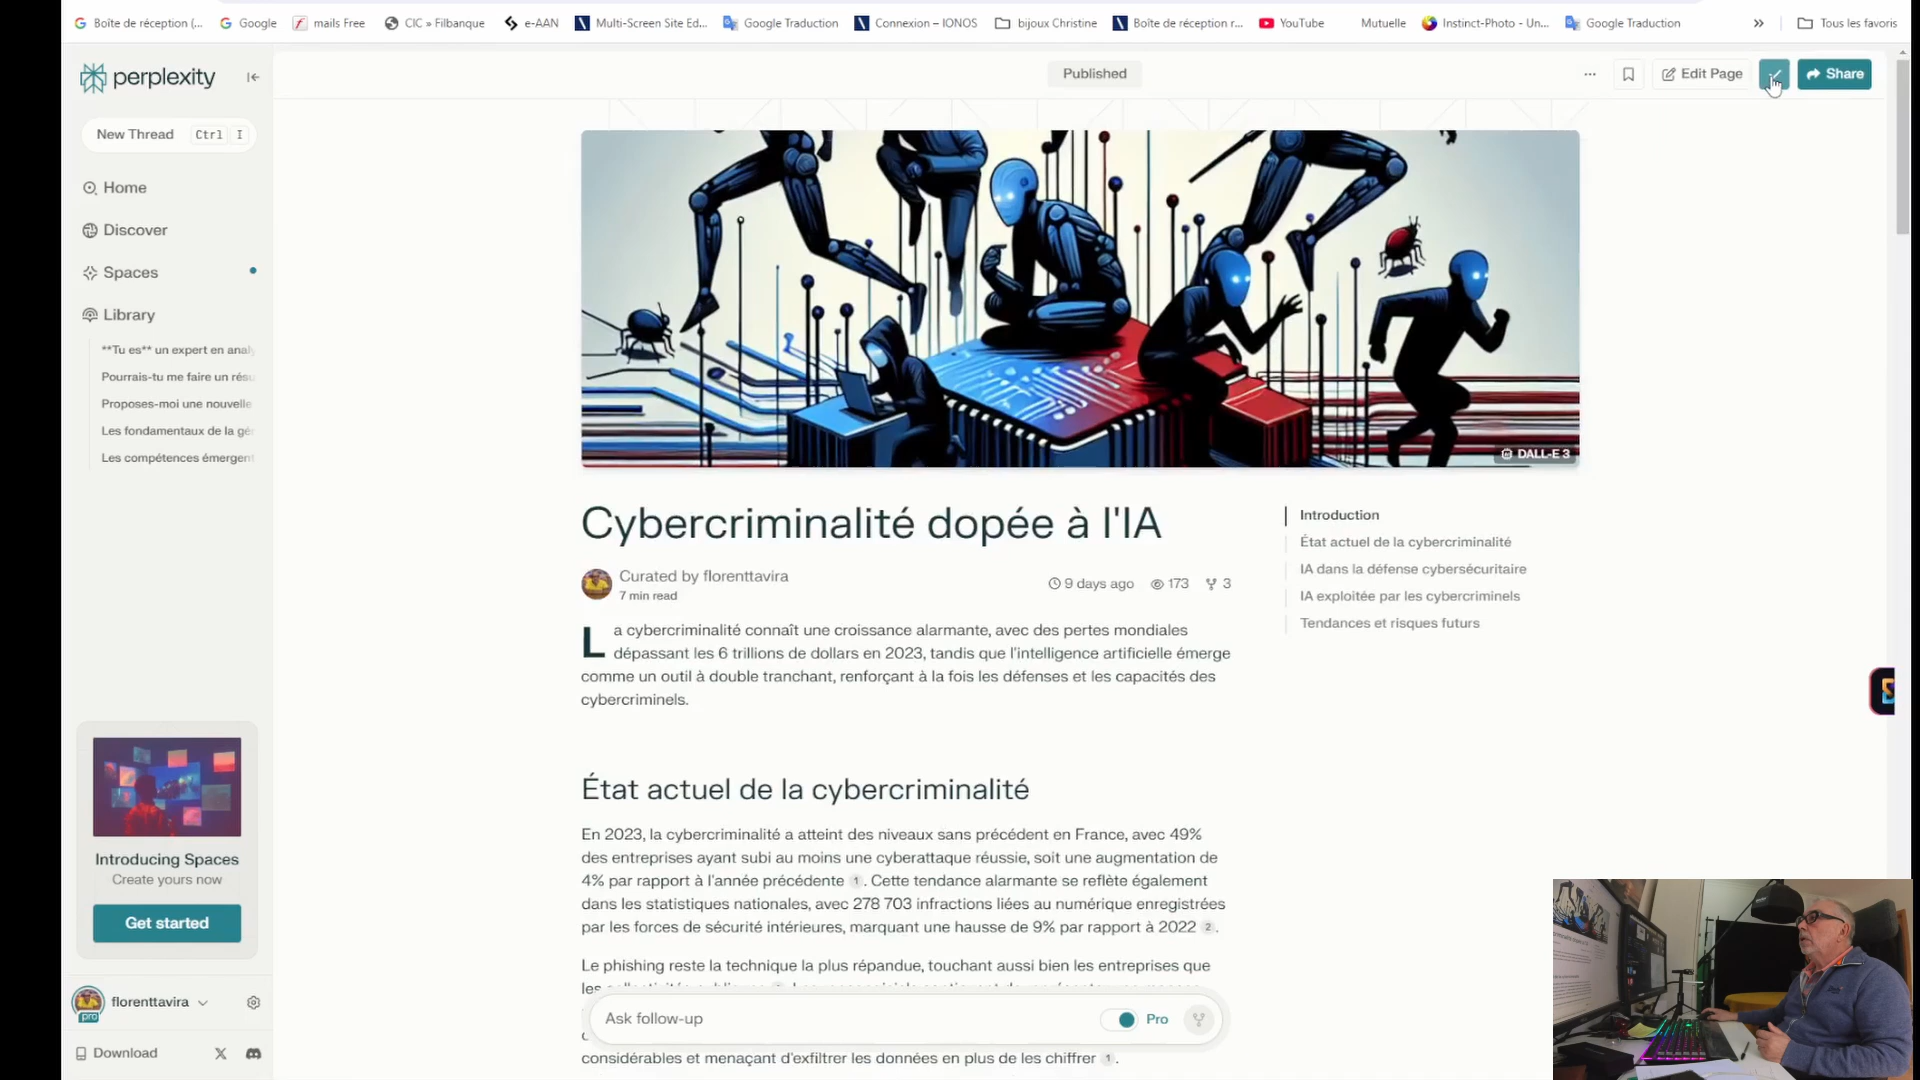 Boîte de réception (...
Google
mails Free
CIC » Filbanque
e-AAN
Multi-Screen Site Ed...
Google Traduction
Connexion – IONOS
bijoux Christine
Boîte de réception r...
YouTube
Mutuelle
Instinct-Photo - Un...
Google Traduction
»
Tous les favoris
perplexity
Published
...
Edit Page
Share
New Thread Ctrl I
Home
Discover
Spaces
Library
**Tu es** un expert en analy
Pourrais-tu me faire un résu
Proposes-moi une nouvelle
Les fondamentaux de la gér
Les compétences émergent
DALL-E 3
Cybercriminalité dopée à l'IA
Curated by florenttavira
7 min read
9 days ago 173 3
La cybercriminalité connaît une croissance alarmante, avec des pertes mondiales
dépassant les 6 trillions de dollars en 2023, tandis que l'intelligence artificielle émerge
comme un outil à double tranchant, renforçant à la fois les défenses et les capacités des
cybercriminels.
Introduction
État actuel de la cybercriminalité
IA dans la défense cybersécuritaire
IA exploitée par les cybercriminels
Tendances et risques futurs
État actuel de la cybercriminalité
En 2023, la cybercriminalité a atteint des niveaux sans précédent en France, avec 49%
des entreprises ayant subi au moins une cyberattaque réussie, soit une augmentation de
4% par rapport à l'année précédente 1. Cette tendance alarmante se reflète également
dans les statistiques nationales, avec 278 703 infractions liées au numérique enregistrées
par les forces de sécurité intérieures, marquant une hausse de 9% par rapport à 2022 2.
Le phishing reste la technique la plus répandue, touchant aussi bien les entreprises que
les
Ask follow-up
Pro
considérables et menaçant d'exfiltrer les données en plus de les chiffrer 1.
Introducing Spaces
Create yours now
Get started
florenttavira
pro
Download